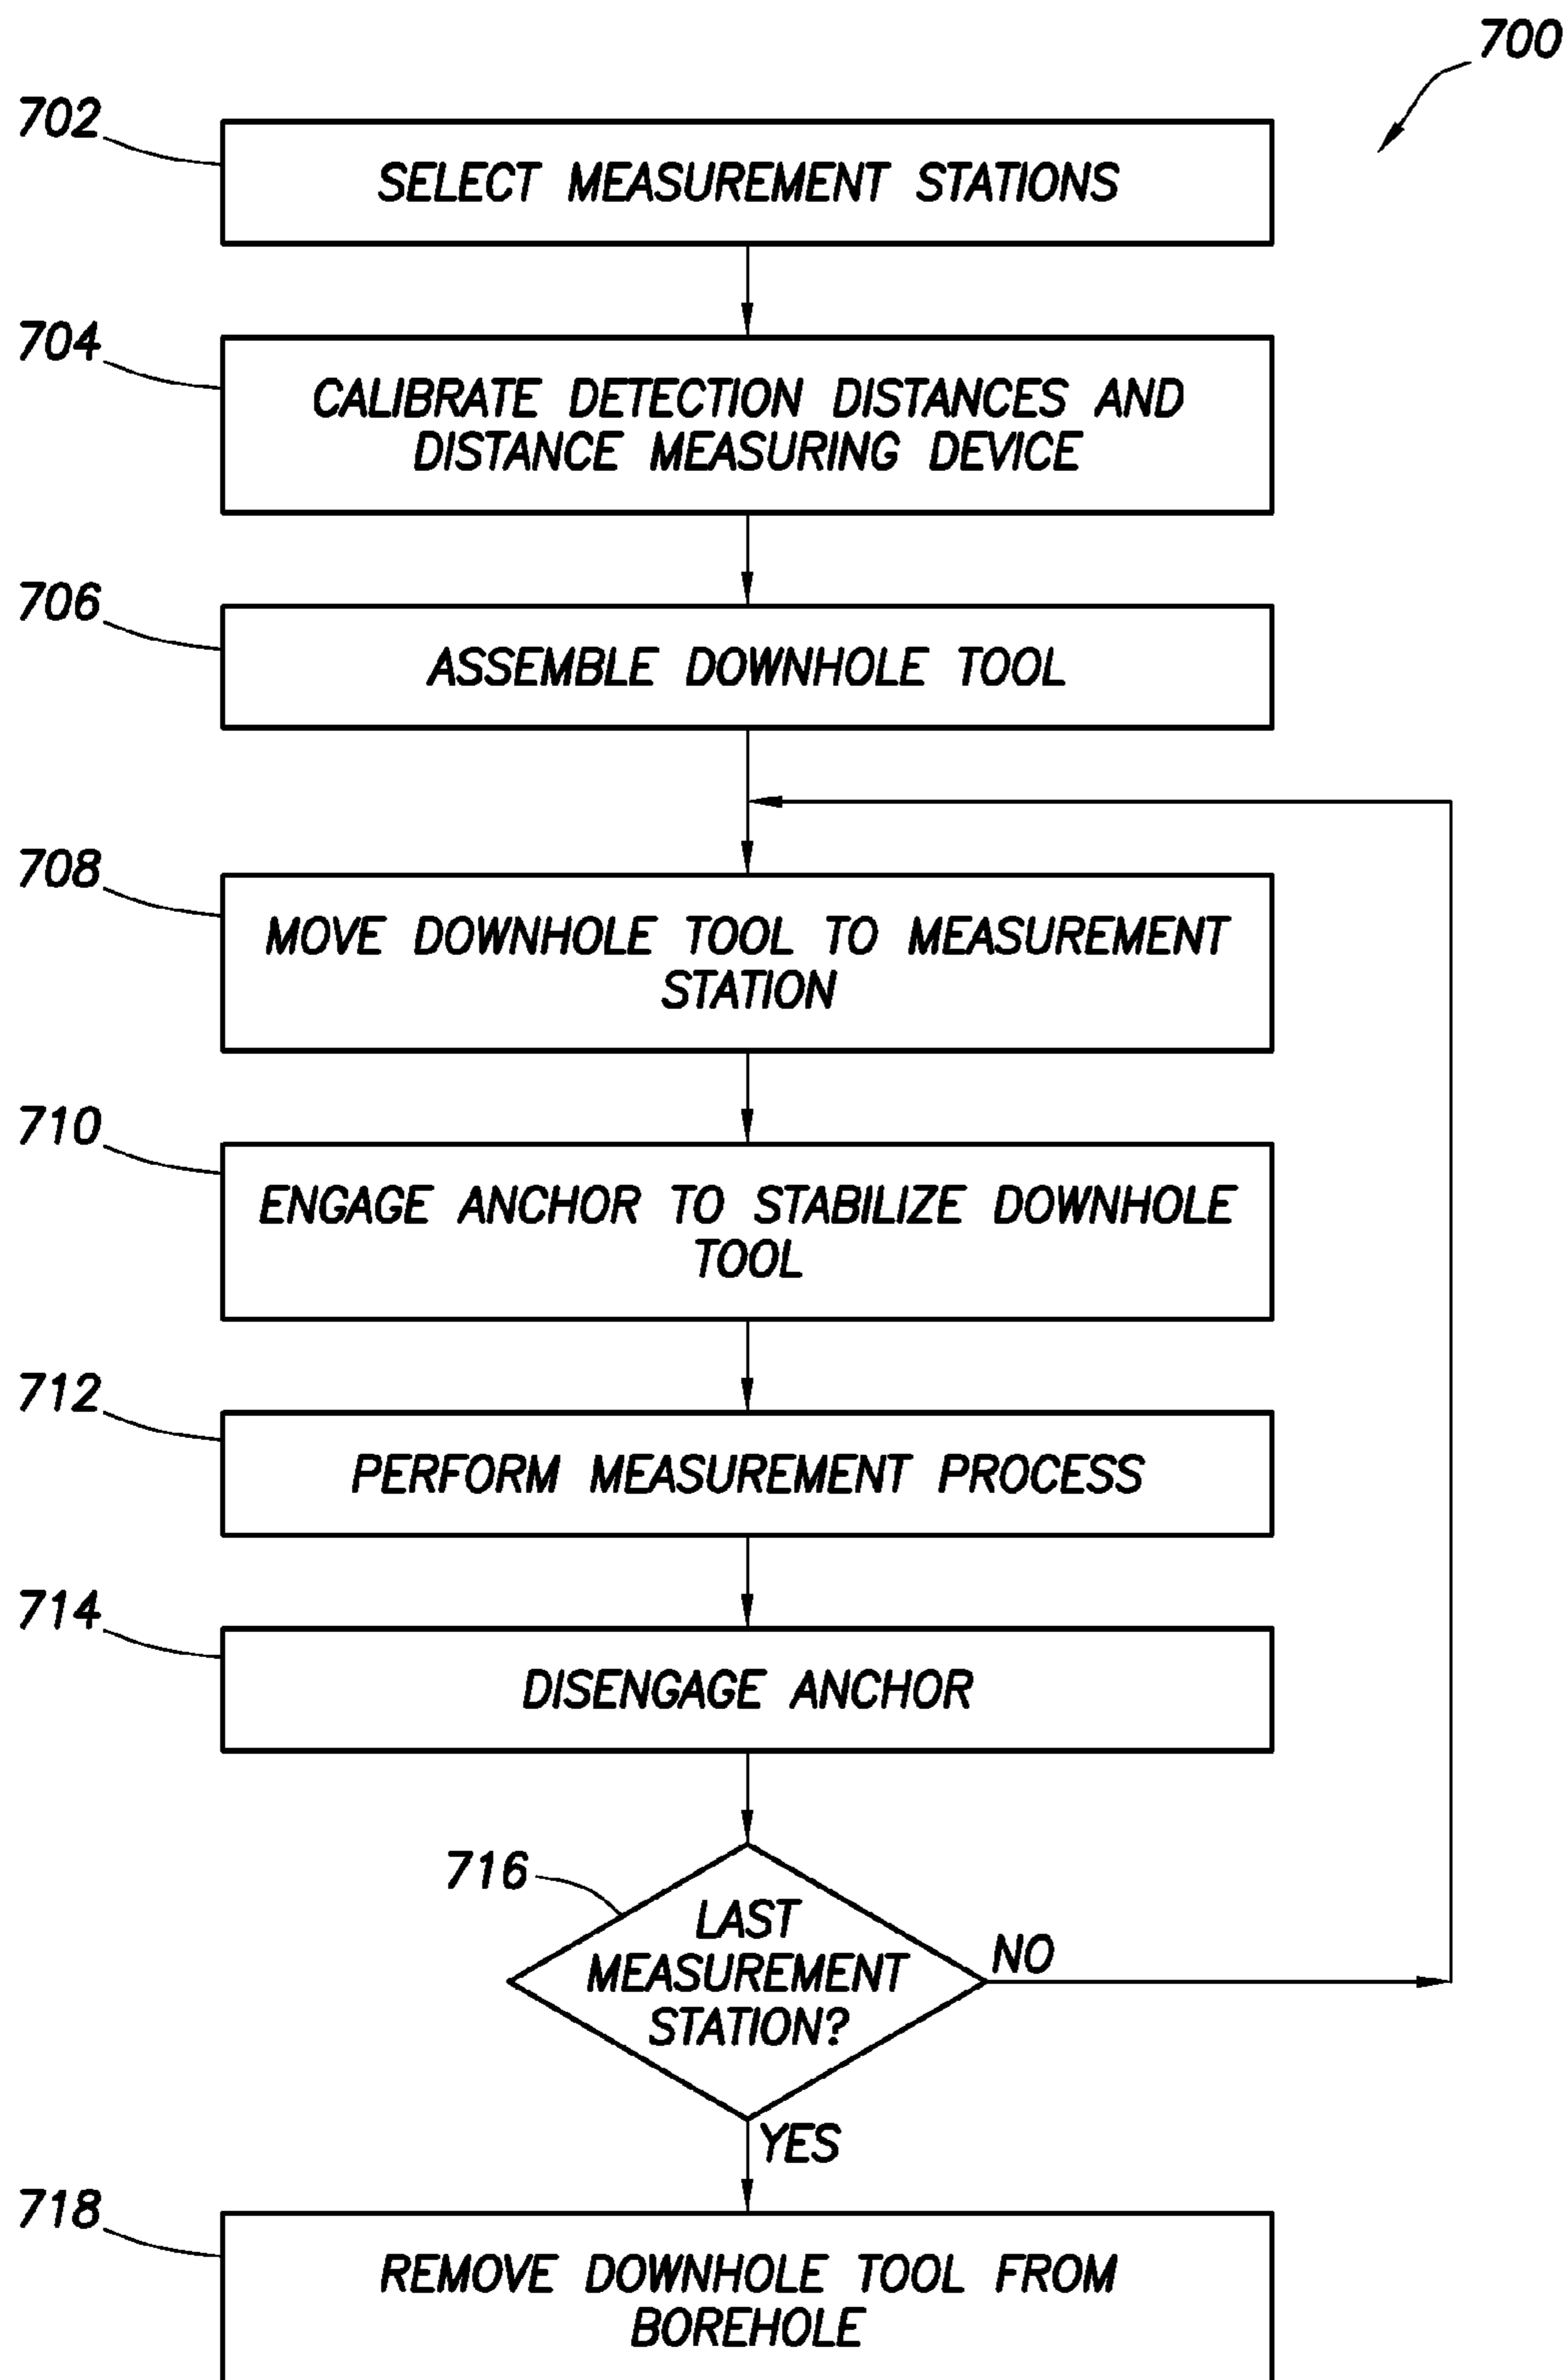 700
702
SELECT MEASUREMENT STATIONS
704
CALIBRATE DETECTION DISTANCES AND
DISTANCE MEASURING DEVICE
706
ASSEMBLE DOWNHOLE TOOL
708
MOVE DOWNHOLE TOOL TO MEASUREMENT
STATION
710
ENGAGE ANCHOR TO STABILIZE DOWNHOLE
TOOL
712
PERFORM MEASUREMENT PROCESS
714
DISENGAGE ANCHOR
716
LAST
MEASUREMENT
STATION?
NO
YES
718
REMOVE DOWNHOLE TOOL FROM
BOREHOLE